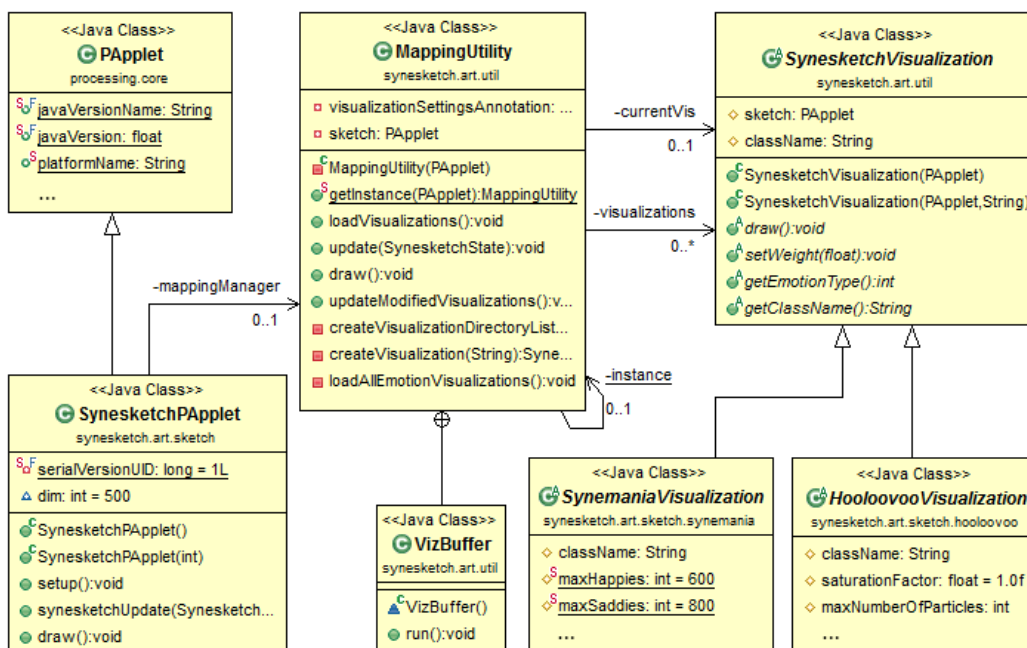 <<Java Class>>
PApplet
processing.core
javaVersionName: String
javaVersion: float
platformName: String
...
<<Java Class>>
MappingUtility
synesketch.art.util
visualizationSettingsAnnotation: ...
sketch: PApplet
MappingUtility(PApplet)
getInstance(PApplet):MappingUtility
loadVisualizations():void
update(SynesketchState):void
draw():void
updateModifiedVisualizations():v...
createVisualizationDirectoryList...
createVisualization(String):Syne...
loadAllEmotionVisualizations():void
<<Java Class>>
SynesketchVisualization
synesketch.art.util
sketch: PApplet
className: String
SynesketchVisualization(PApplet)
SynesketchVisualization(PApplet,String)
draw():void
setWeight(float):void
getEmotionType():int
getClassName():String
-currentVis
0..1
-visualizations
0..*
-mappingManager
0..1
-instance
0..1
<<Java Class>>
SynesketchPApplet
synesketch.art.sketch
serialVersionUID: long = 1L
dim: int = 500
SynesketchPApplet()
SynesketchPApplet(int)
setup():void
synesketchUpdate(Synesketch...
draw():void
<<Java Class>>
VizBuffer
synesketch.art.util
VizBuffer()
run():void
<<Java Class>>
SynemaniaVisualization
synesketch.art.sketch.synemania
className: String
maxHappies: int = 600
maxSaddies: int = 800
...
<<Java Class>>
HooloovooVisualization
synesketch.art.sketch.hooloovoo
className: String
saturationFactor: float = 1.0f
maxNumberOfParticles: int
...